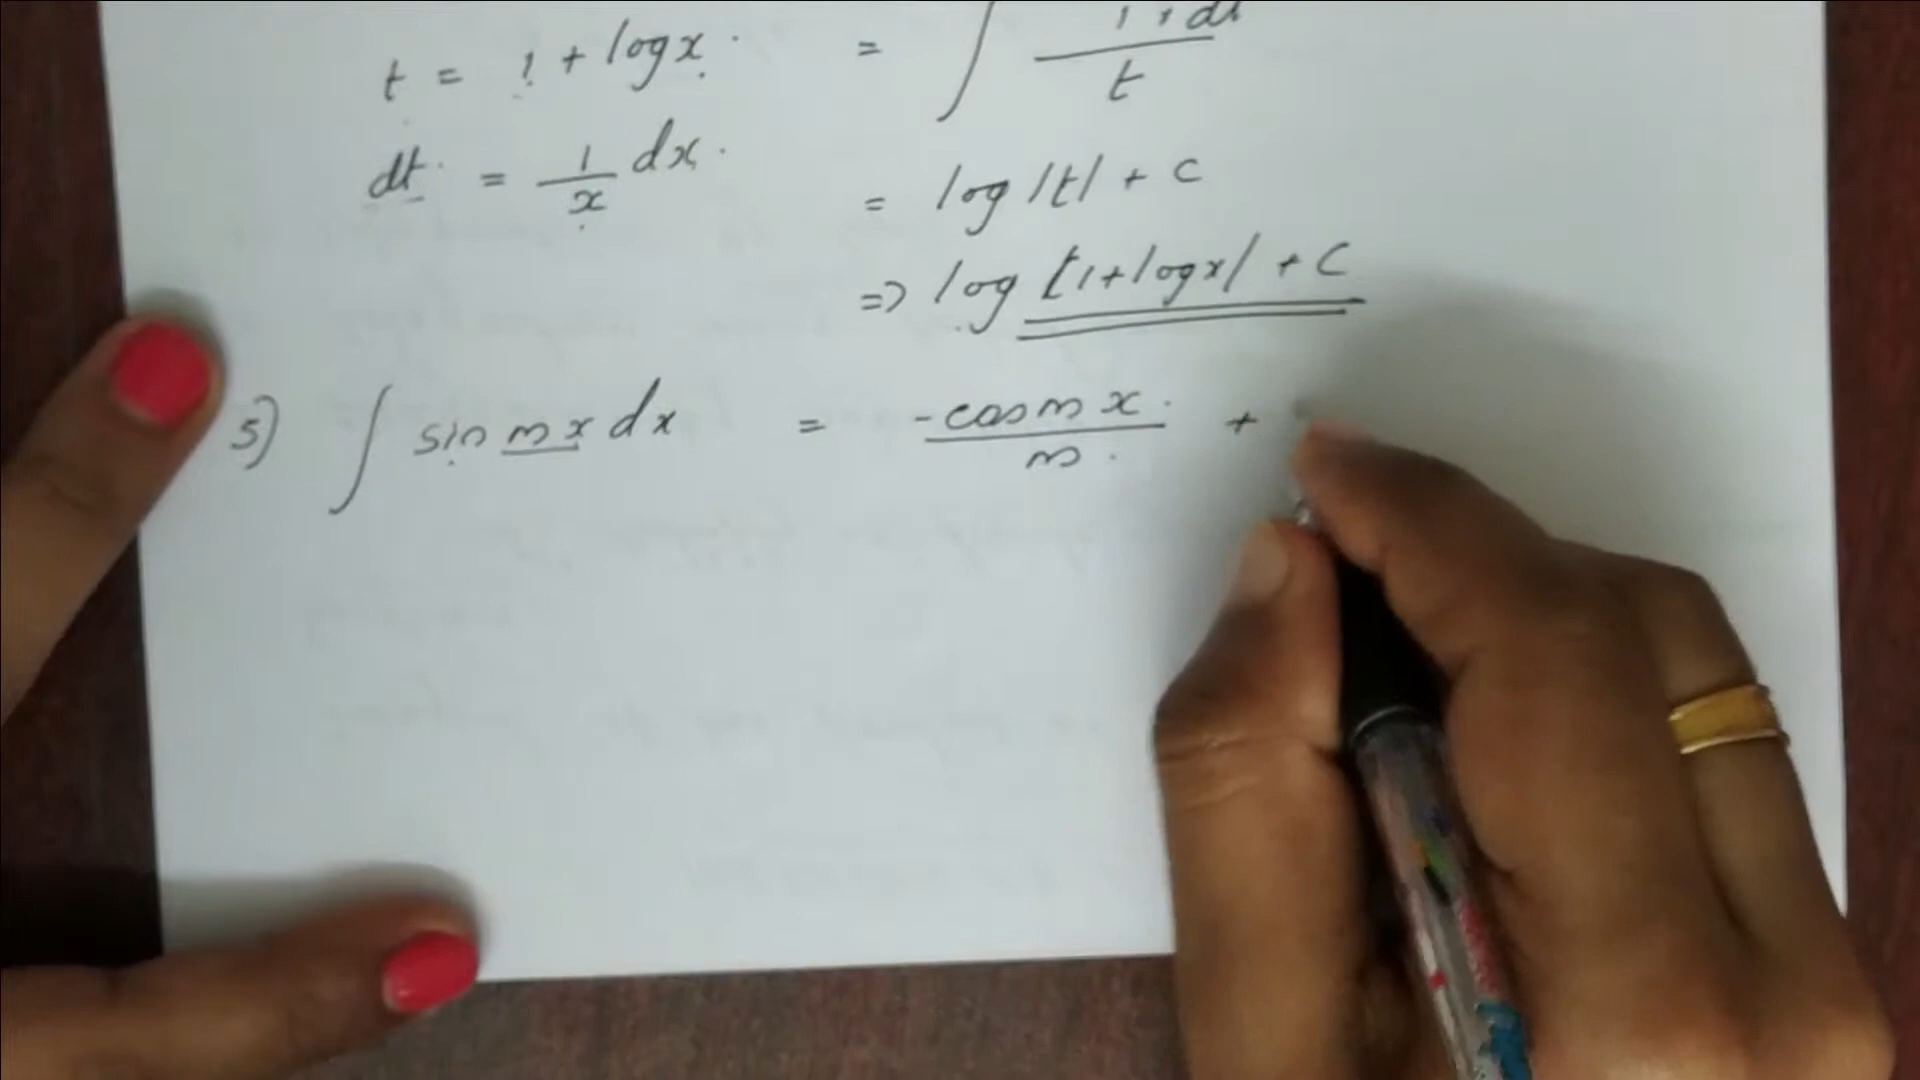 t = 1 + log x = ∫ 1 . dt / t
dt = 1/x dx
= log |t| + C
=> log |1 + log x| + C
5) ∫ sin mx dx = -cos mx / m +